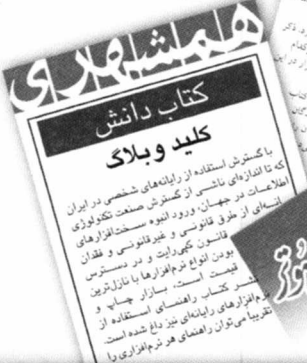 همشهری
کتاب دانش
کلید وبلاگ
با گسترش استفاده از رایانه‌های شخصی در ایران
که تا اندازه‌ای ناشی از گسترش صنعت تکنولوژی
اطلاعات در جهان، ورود انبوه سخت‌افزارهای
ای از طرق قانونی و غیرقانونی و فقدان
قانون کپی‌رایت و در دسترس
بودن انواع نرم‌افزارها با نازل‌ترین
قیمت است، بازار چاپ و
نشر کتاب راهنمای استفاده از
نرم‌افزارهای رایانه‌ای نیز داغ شده است.
تقریبا می‌توان راهنمای هر نرم‌افزاری را